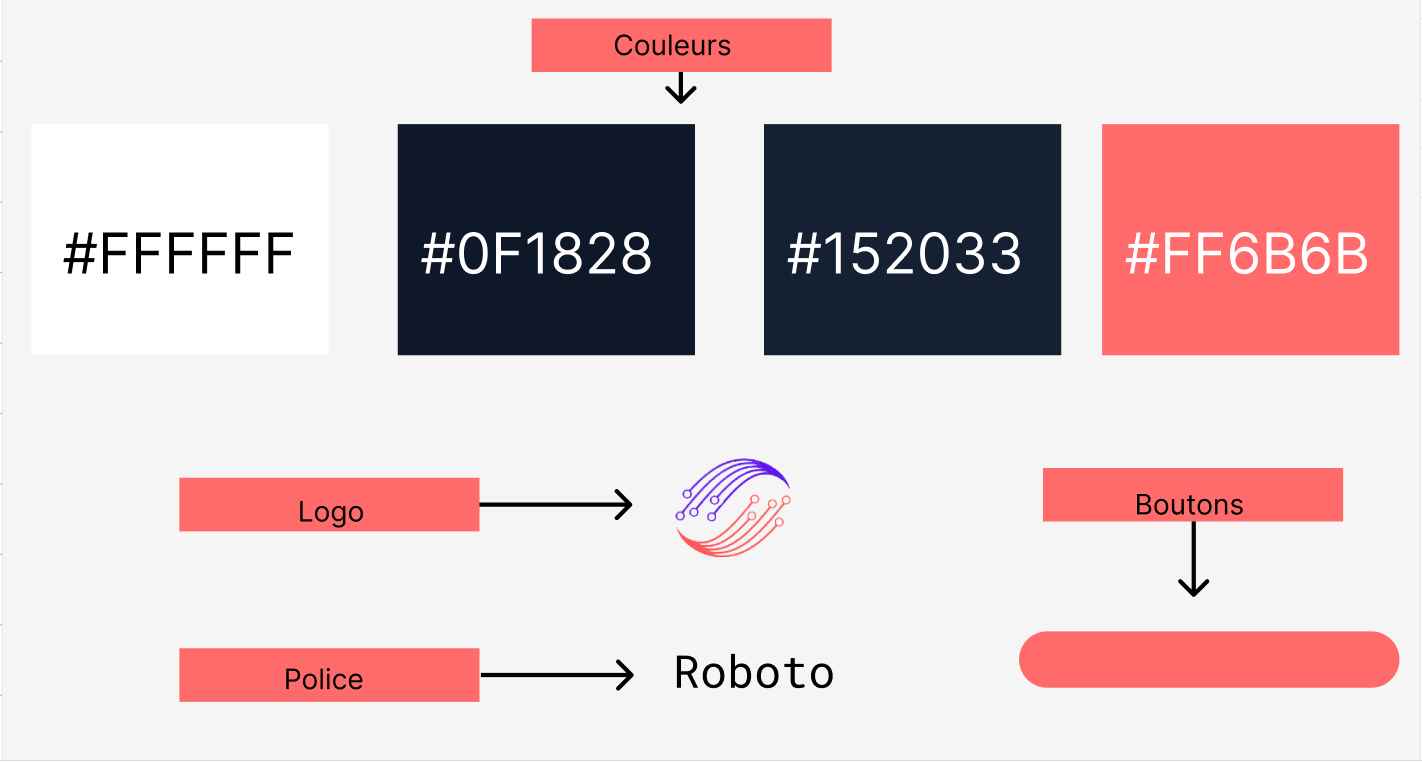 Couleurs
#FFFFFF
#0F1828
#152033
#FF6B6B
Logo
Boutons
Police
Roboto